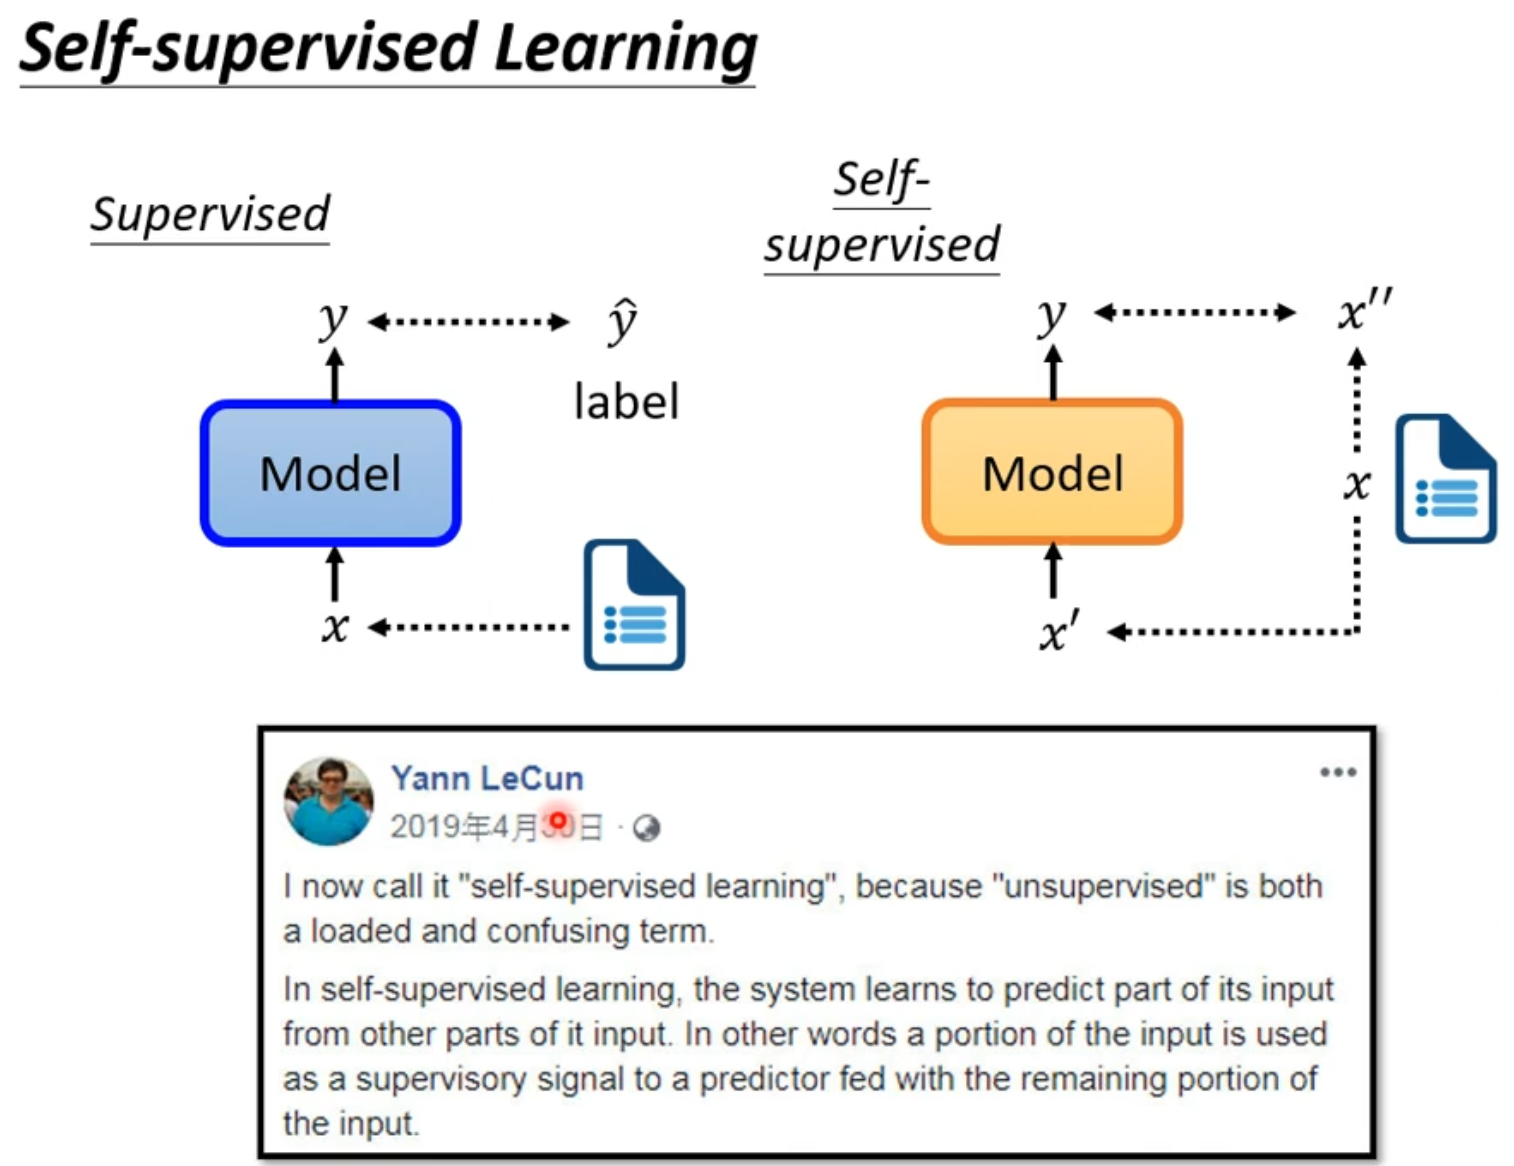 Self-supervised Learning
Supervised
Self-
supervised
y
ŷ
label
Model
x
y
x′′
Model
x
x′
Yann LeCun
2019年4月30日 ·
I now call it "self-supervised learning", because "unsupervised" is both
a loaded and confusing term.
In self-supervised learning, the system learns to predict part of its input
from other parts of it input. In other words a portion of the input is used
as a supervisory signal to a predictor fed with the remaining portion of
the input.